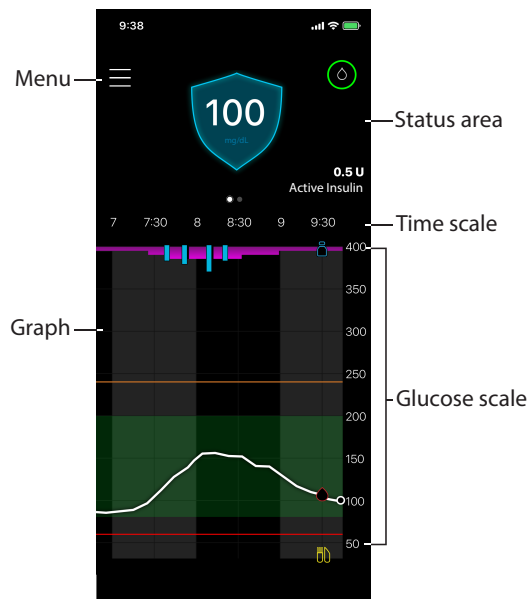 9:38
Menu
100
mg/dL
Status area
0.5 U
Active Insulin
7 7:30 8 8:30 9 9:30
Time scale
400
350
300
Graph
250
Glucose scale
200
150
100
50